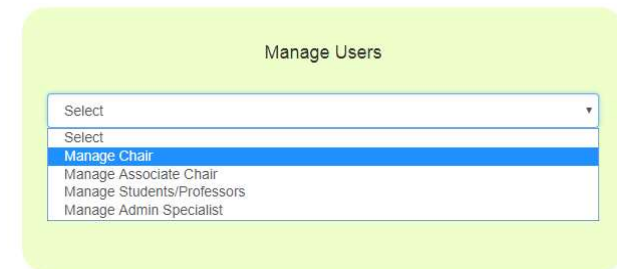 Manage Users
Select
Select
Manage Chair
Manage Associate Chair
Manage Students/Professors
Manage Admin Specialist